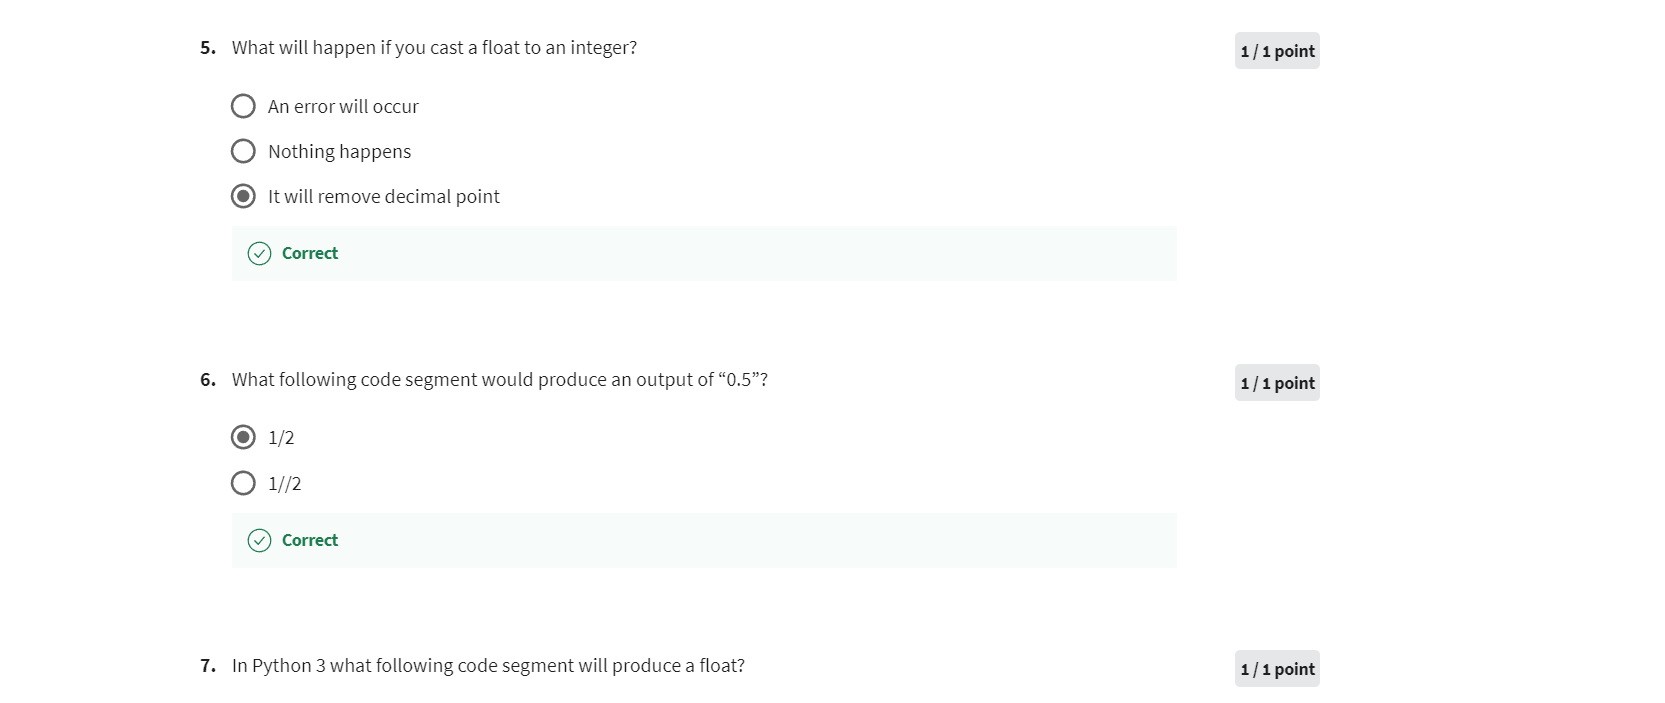 5. What will happen if you cast a float to an integer?
1 / 1 point
An error will occur
Nothing happens
It will remove decimal point
Correct
6. What following code segment would produce an output of “0.5”?
1 / 1 point
1/2
1//2
Correct
7. In Python 3 what following code segment will produce a float?
1 / 1 point